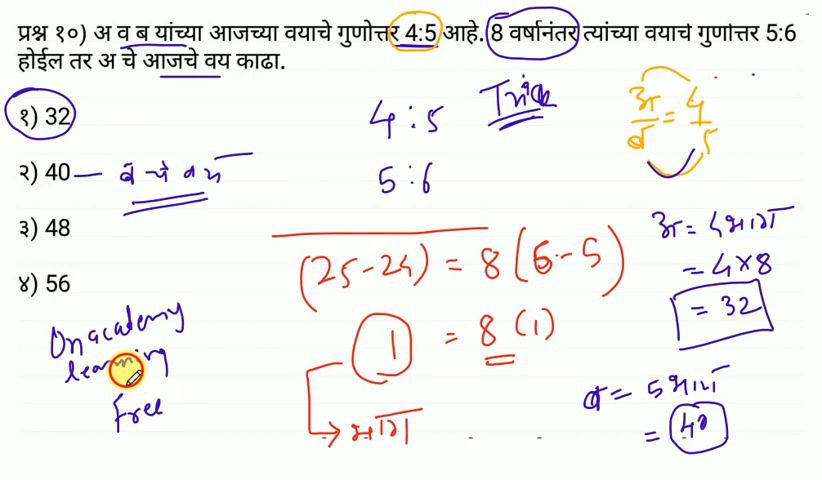 प्रश्न १०) अ व ब यांच्या आजच्या वयाचे गुणोत्तर 4:5 आहे. 8 वर्षानंतर त्यांच्या वयाचे गुणोत्तर 5:6
होईल तर अ चे आजचे वय काढा.
१) 32
२) 40 — ब चे वय
३) 48
४) 56
4 : 5
5 : 6
Trick
अ/ब = 4/5
(25-24) = 8 (6-5)
1 = 8 (1)
भाग
अ = 4 भाग
= 4 × 8
= 32
ब = 5 भाग
= 40
Onacademy
learning
Free